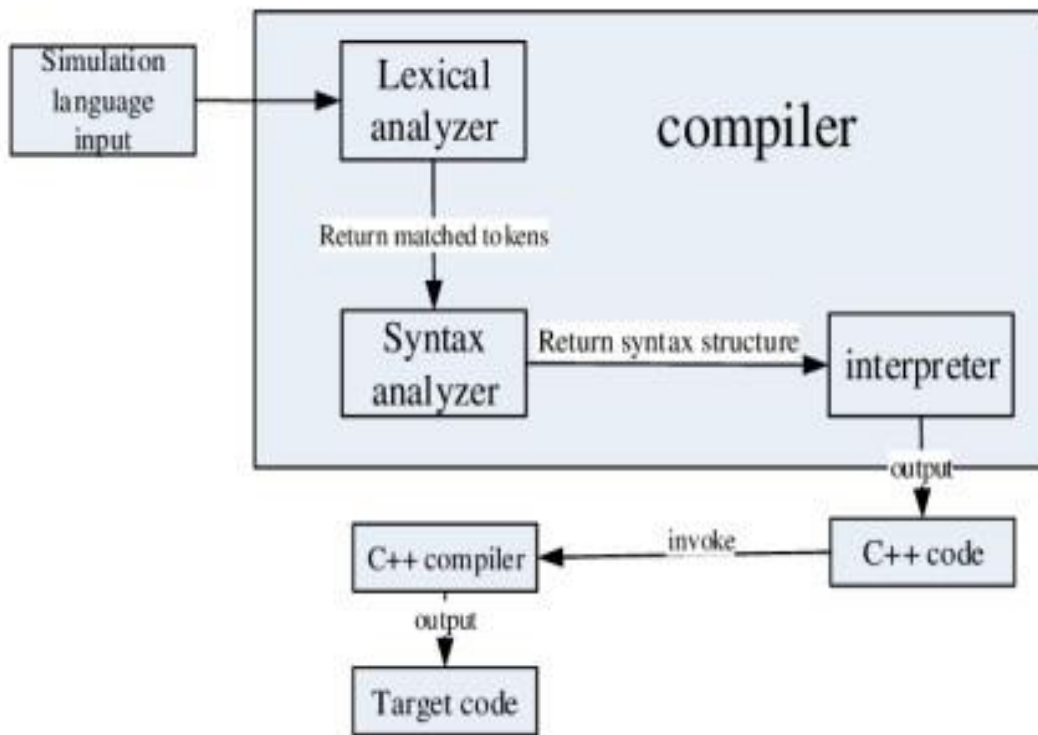 Simulation
language
input
Lexical
analyzer
compiler
Return matched tokens
Syntax
analyzer
Return syntax structure
interpreter
output
C++ compiler
invoke
C++ code
output
Target code